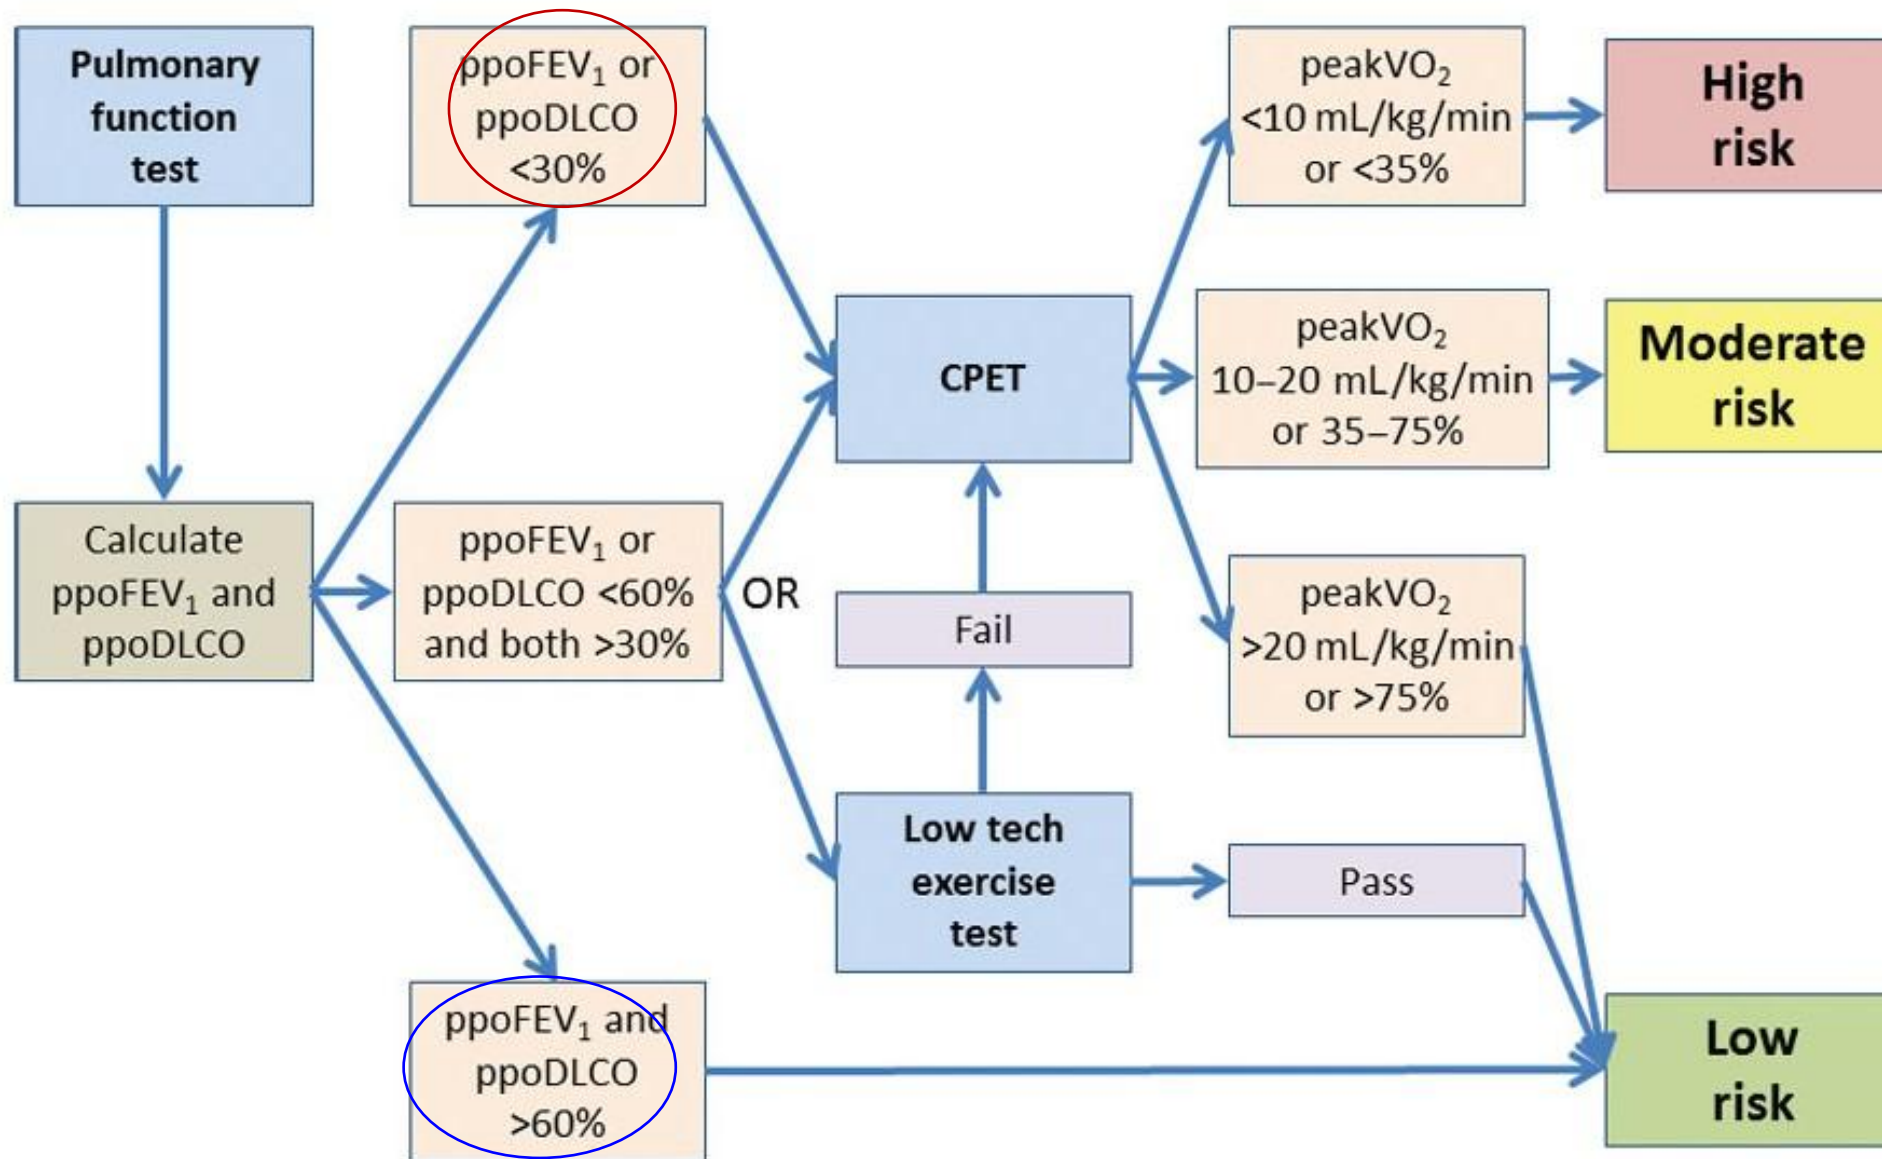 Pulmonary
function
test
Calculate
ppoFEV₁ and
ppoDLCO
ppoFEV₁ or
ppoDLCO
<30%
ppoFEV₁ or
ppoDLCO <60%
and both >30%
ppoFEV₁ and
ppoDLCO
>60%
OR
CPET
Fail
Low tech
exercise
test
Pass
peakVO₂
<10 mL/kg/min
or <35%
peakVO₂
10–20 mL/kg/min
or 35–75%
peakVO₂
>20 mL/kg/min
or >75%
High
risk
Moderate
risk
Low
risk